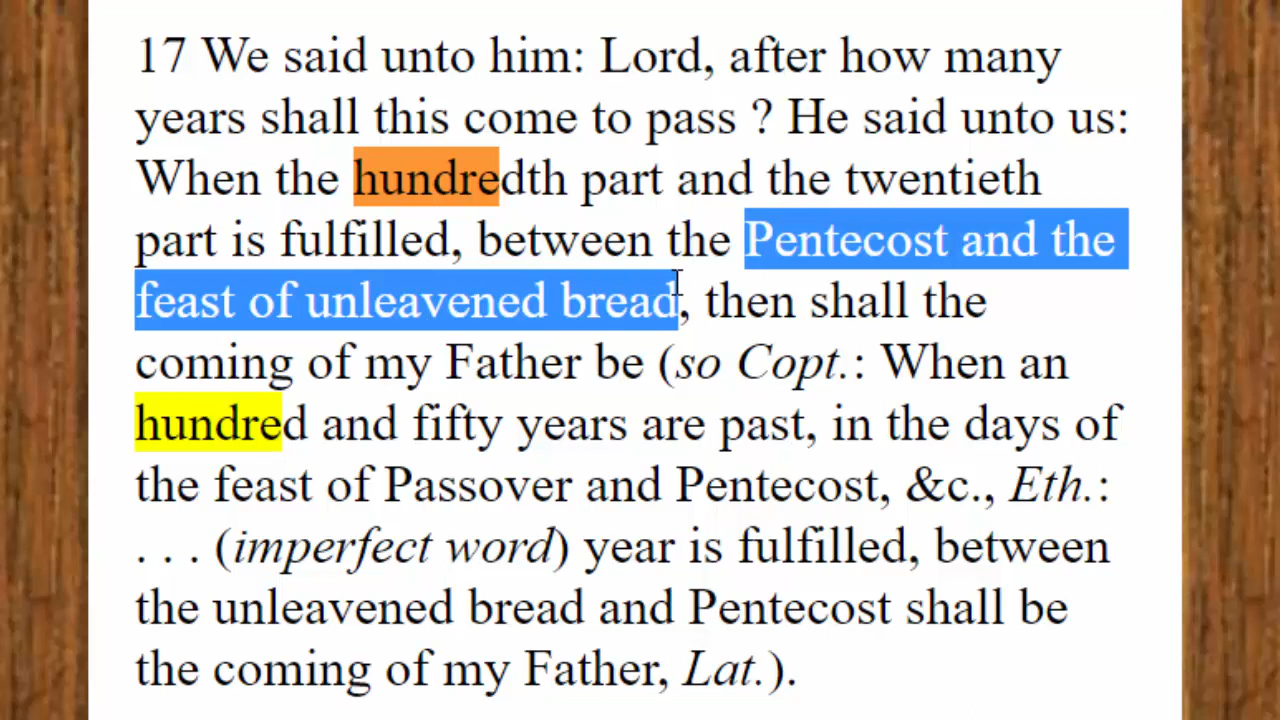 17 We said unto him: Lord, after how many
years shall this come to pass ? He said unto us:
When the hundredth part and the twentieth
part is fulfilled, between the Pentecost and the
feast of unleavened bread, then shall the
coming of my Father be (so Copt.: When an
hundred and fifty years are past, in the days of
the feast of Passover and Pentecost, &c., Eth.:
. . . (imperfect word) year is fulfilled, between
the unleavened bread and Pentecost shall be
the coming of my Father, Lat.).